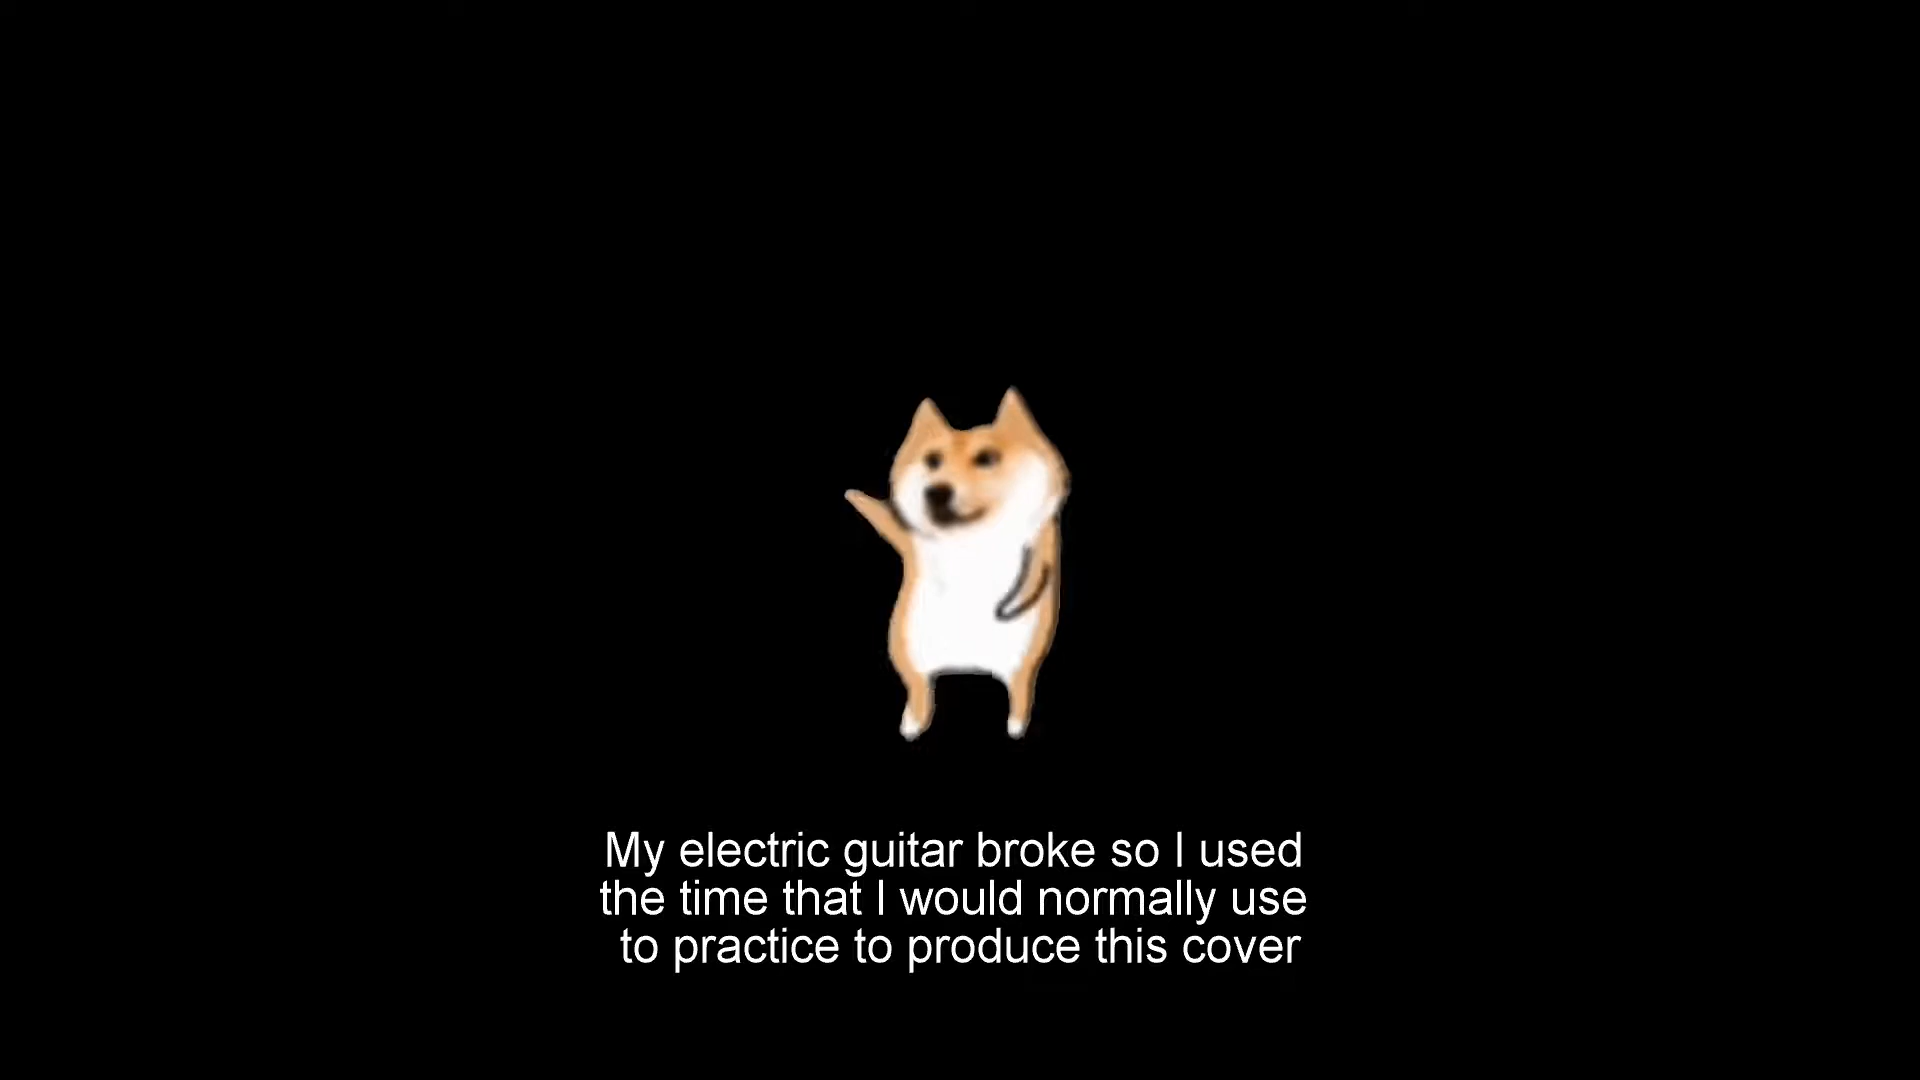 My electric guitar broke so I used
the time that I would normally use
to practice to produce this cover